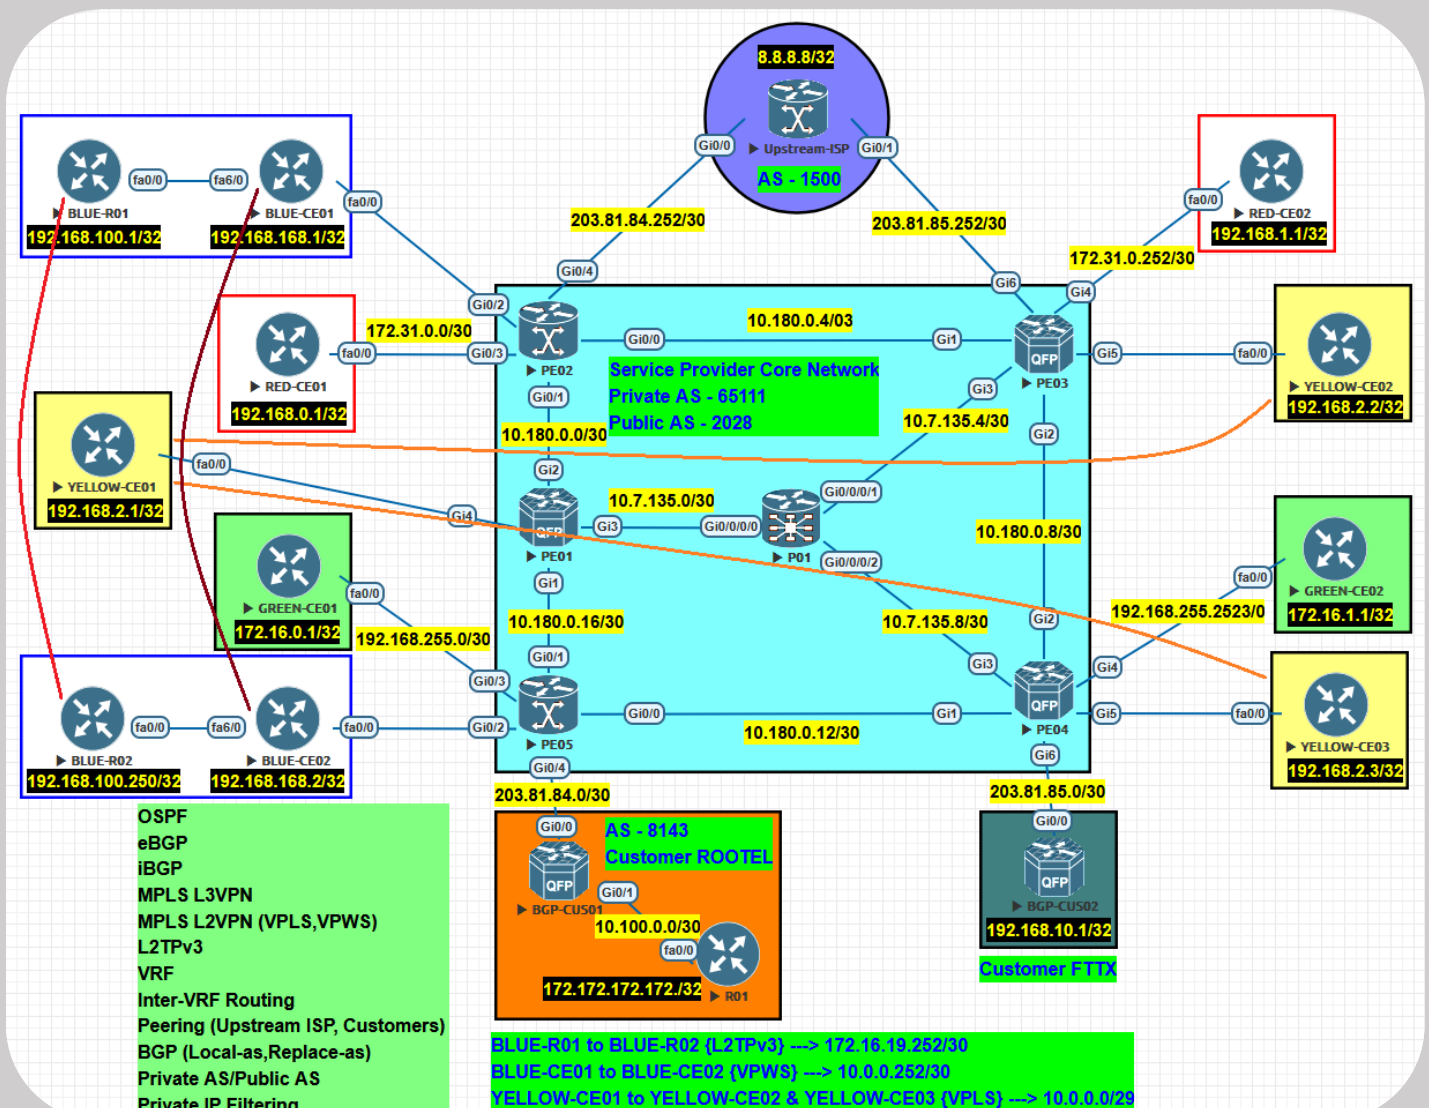 8.8.8.8/32
Gi0/0
Upstream-ISP
Gi0/1
AS - 1500
203.81.84.252/30
203.81.85.252/30
fa0/0
fa6/0
BLUE-R01
BLUE-CE01
192.168.100.1/32
192.168.168.1/32
fa0/0
fa0/0
RED-CE02
192.168.1.1/32
172.31.0.252/30
Gi0/4
Gi6
Gi4
Gi0/2
172.31.0.0/30
fa0/0
Gi0/3
RED-CE01
192.168.0.1/32
PE02
Gi0/0
10.180.0.4/03
Gi1
QFP
PE03
Gi5
fa0/0
YELLOW-CE02
192.168.2.2/32
Service Provider Core Network
Private AS - 65111
Public AS - 2028
Gi0/1
Gi3
10.7.135.4/30
10.180.0.0/30
Gi2
Gi2
YELLOW-CE01
192.168.2.1/32
fa0/0
Gi4
QFP
PE01
Gi3
10.7.135.0/30
Gi0/0/0/0
Gi0/0/0/1
P01
Gi0/0/0/2
10.180.0.8/30
GREEN-CE01
172.16.0.1/32
fa0/0
192.168.255.0/30
Gi1
10.180.0.16/30
10.7.135.8/30
Gi2
fa0/0
GREEN-CE02
172.16.1.1/32
192.168.255.2523/0
Gi0/1
Gi0/3
Gi3
Gi4
fa0/0
fa6/0
BLUE-R02
BLUE-CE02
192.168.100.250/32
192.168.168.2/32
fa0/0
Gi0/2
PE05
Gi0/0
10.180.0.12/30
Gi1
QFP
PE04
Gi5
fa0/0
YELLOW-CE03
192.168.2.3/32
Gi0/4
Gi6
203.81.84.0/30
203.81.85.0/30
Gi0/0
AS - 8143
Customer ROOTEL
QFP
BGP-CUS01
Gi0/1
10.100.0.0/30
fa0/0
172.172.172.172./32
R01
Gi0/0
QFP
BGP-CUS02
192.168.10.1/32
Customer FTTX
OSPF
eBGP
iBGP
MPLS L3VPN
MPLS L2VPN (VPLS,VPWS)
L2TPv3
VRF
Inter-VRF Routing
Peering (Upstream ISP, Customers)
BGP (Local-as,Replace-as)
Private AS/Public AS
Private IP Filtering
BLUE-R01 to BLUE-R02 {L2TPv3} ---> 172.16.19.252/30
BLUE-CE01 to BLUE-CE02 {VPWS} ---> 10.0.0.252/30
YELLOW-CE01 to YELLOW-CE02 & YELLOW-CE03 {VPLS} ---> 10.0.0.0/29